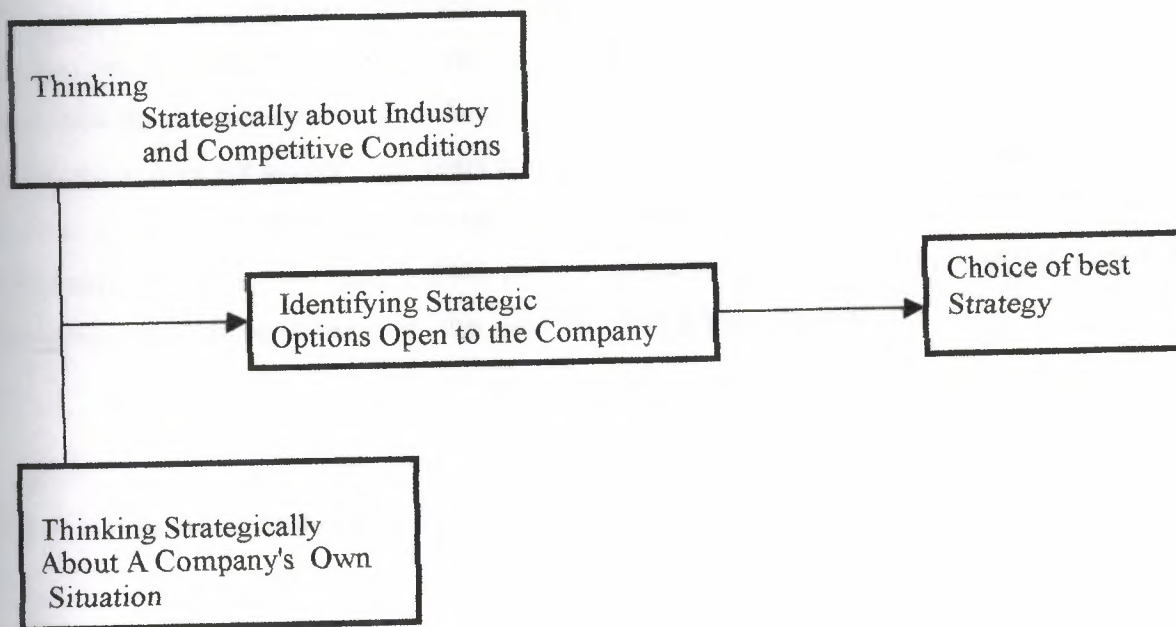 Thinking
Strategically about Industry
and Competitive Conditions
Identifying Strategic
Options Open to the Company
Choice of best
Strategy
Thinking Strategically
About A Company's Own
Situation